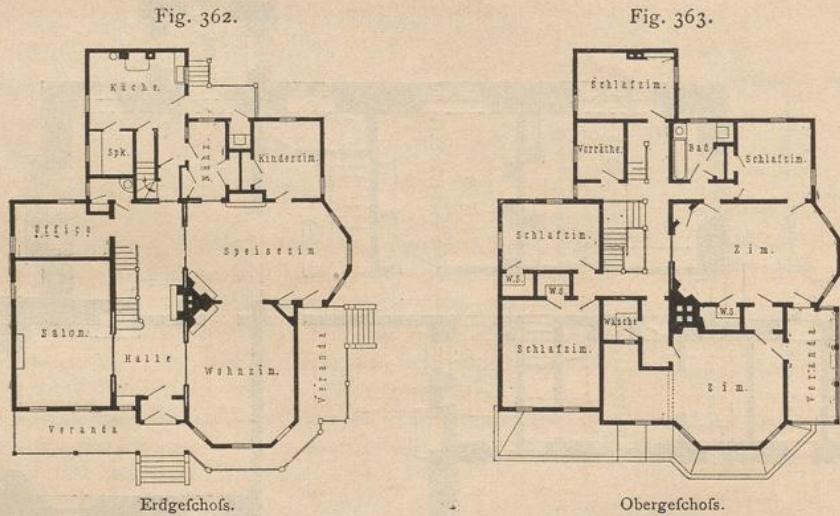 Fig. 362.
Küche.
Spk.
Kinderzim.
Office
Speisezim
Salon.
Halle
Wohnzim.
Veranda
Veranda
Erdgeſchoſs.
Fig. 363.
Schlafzim.
Vorräthe.
Bad
Schlafzim.
Schlafzim.
Zim.
W.S.
W.S.
W.S.
Wäsche
Schlafzim.
Zim.
Veranda
Obergeſchoſs.